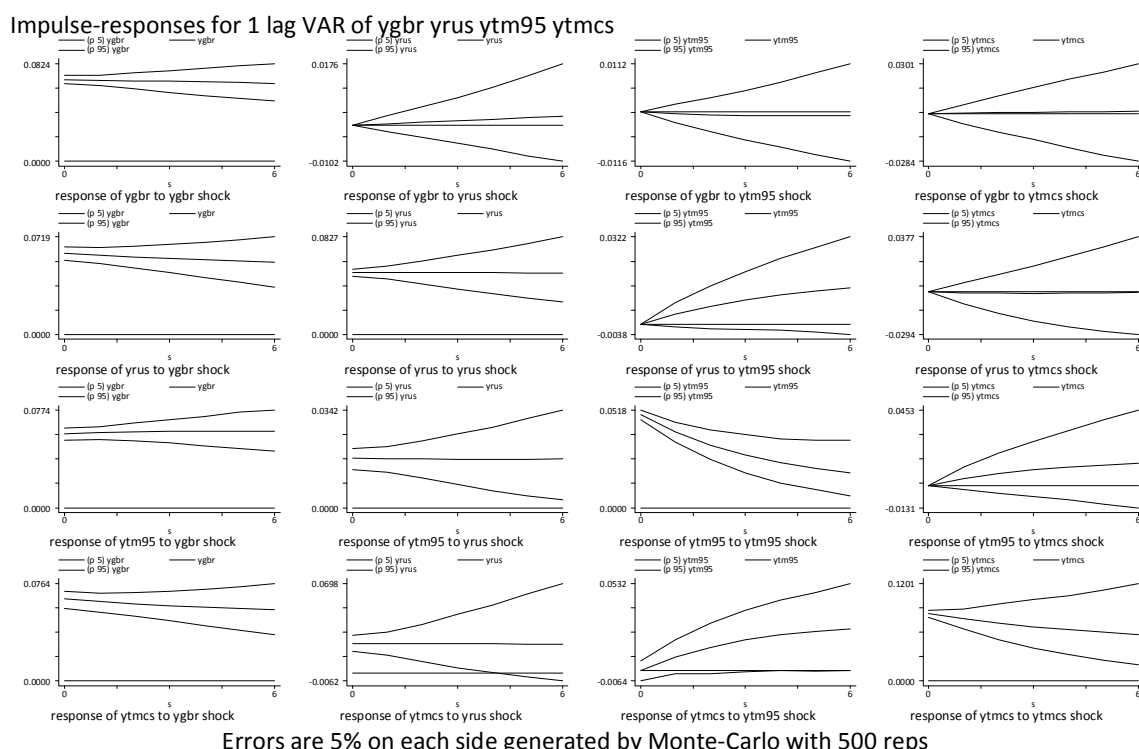 Impulse-responses for 1 lag VAR of ygbr yrus ytm95 ytmcs
(p 5) ygbr ygbr
(p 95) ygbr
0.0824
0.0000
0 6
s
response of ygbr to ygbr shock
(p 5) yrus yrus
(p 95) yrus
0.0176
-0.0102
0 6
s
response of ygbr to yrus shock
(p 5) ytm95 ytm95
(p 95) ytm95
0.0112
-0.0116
0 6
s
response of ygbr to ytm95 shock
(p 5) ytmcs ytmcs
(p 95) ytmcs
0.0301
-0.0284
0 6
s
response of ygbr to ytmcs shock
(p 5) ygbr ygbr
(p 95) ygbr
0.0719
0.0000
0 6
s
response of yrus to ygbr shock
(p 5) yrus yrus
(p 95) yrus
0.0827
0.0000
0 6
s
response of yrus to yrus shock
(p 5) ytm95 ytm95
(p 95) ytm95
0.0322
-0.0038
0 6
s
response of yrus to ytm95 shock
(p 5) ytmcs ytmcs
(p 95) ytmcs
0.0377
-0.0294
0 6
s
response of yrus to ytmcs shock
(p 5) ygbr ygbr
(p 95) ygbr
0.0774
0.0000
0 6
s
response of ytm95 to ygbr shock
(p 5) yrus yrus
(p 95) yrus
0.0342
0.0000
0 6
s
response of ytm95 to yrus shock
(p 5) ytm95 ytm95
(p 95) ytm95
0.0518
0.0000
0 6
s
response of ytm95 to ytm95 shock
(p 5) ytmcs ytmcs
(p 95) ytmcs
0.0453
-0.0131
0 6
s
response of ytm95 to ytmcs shock
(p 5) ygbr ygbr
(p 95) ygbr
0.0764
0.0000
0 6
s
response of ytmcs to ygbr shock
(p 5) yrus yrus
(p 95) yrus
0.0698
-0.0062
0 6
s
response of ytmcs to yrus shock
(p 5) ytm95 ytm95
(p 95) ytm95
0.0532
-0.0064
0 6
s
response of ytmcs to ytm95 shock
(p 5) ytmcs ytmcs
(p 95) ytmcs
0.1201
0.0000
0 6
s
response of ytmcs to ytmcs shock
Errors are 5% on each side generated by Monte-Carlo with 500 reps